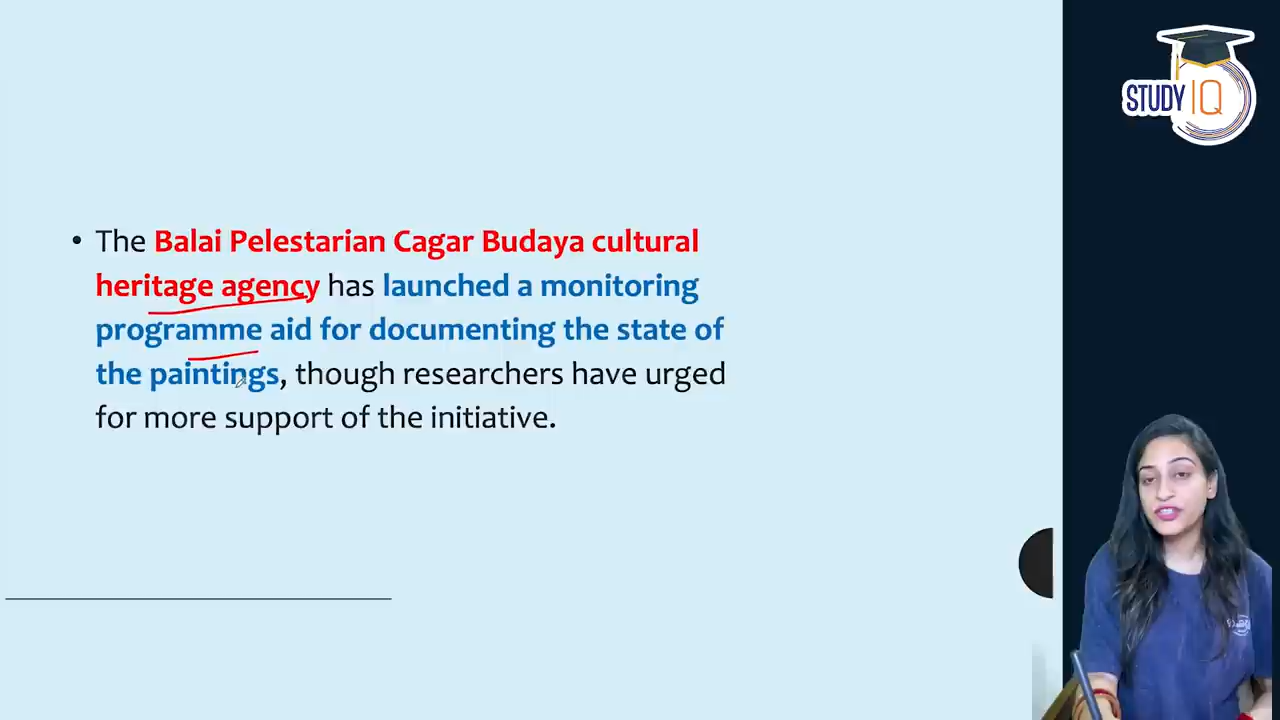 STUDY IQ
• The Balai Pelestarian Cagar Budaya cultural
heritage agency has launched a monitoring
programme aid for documenting the state of
the paintings, though researchers have urged
for more support of the initiative.